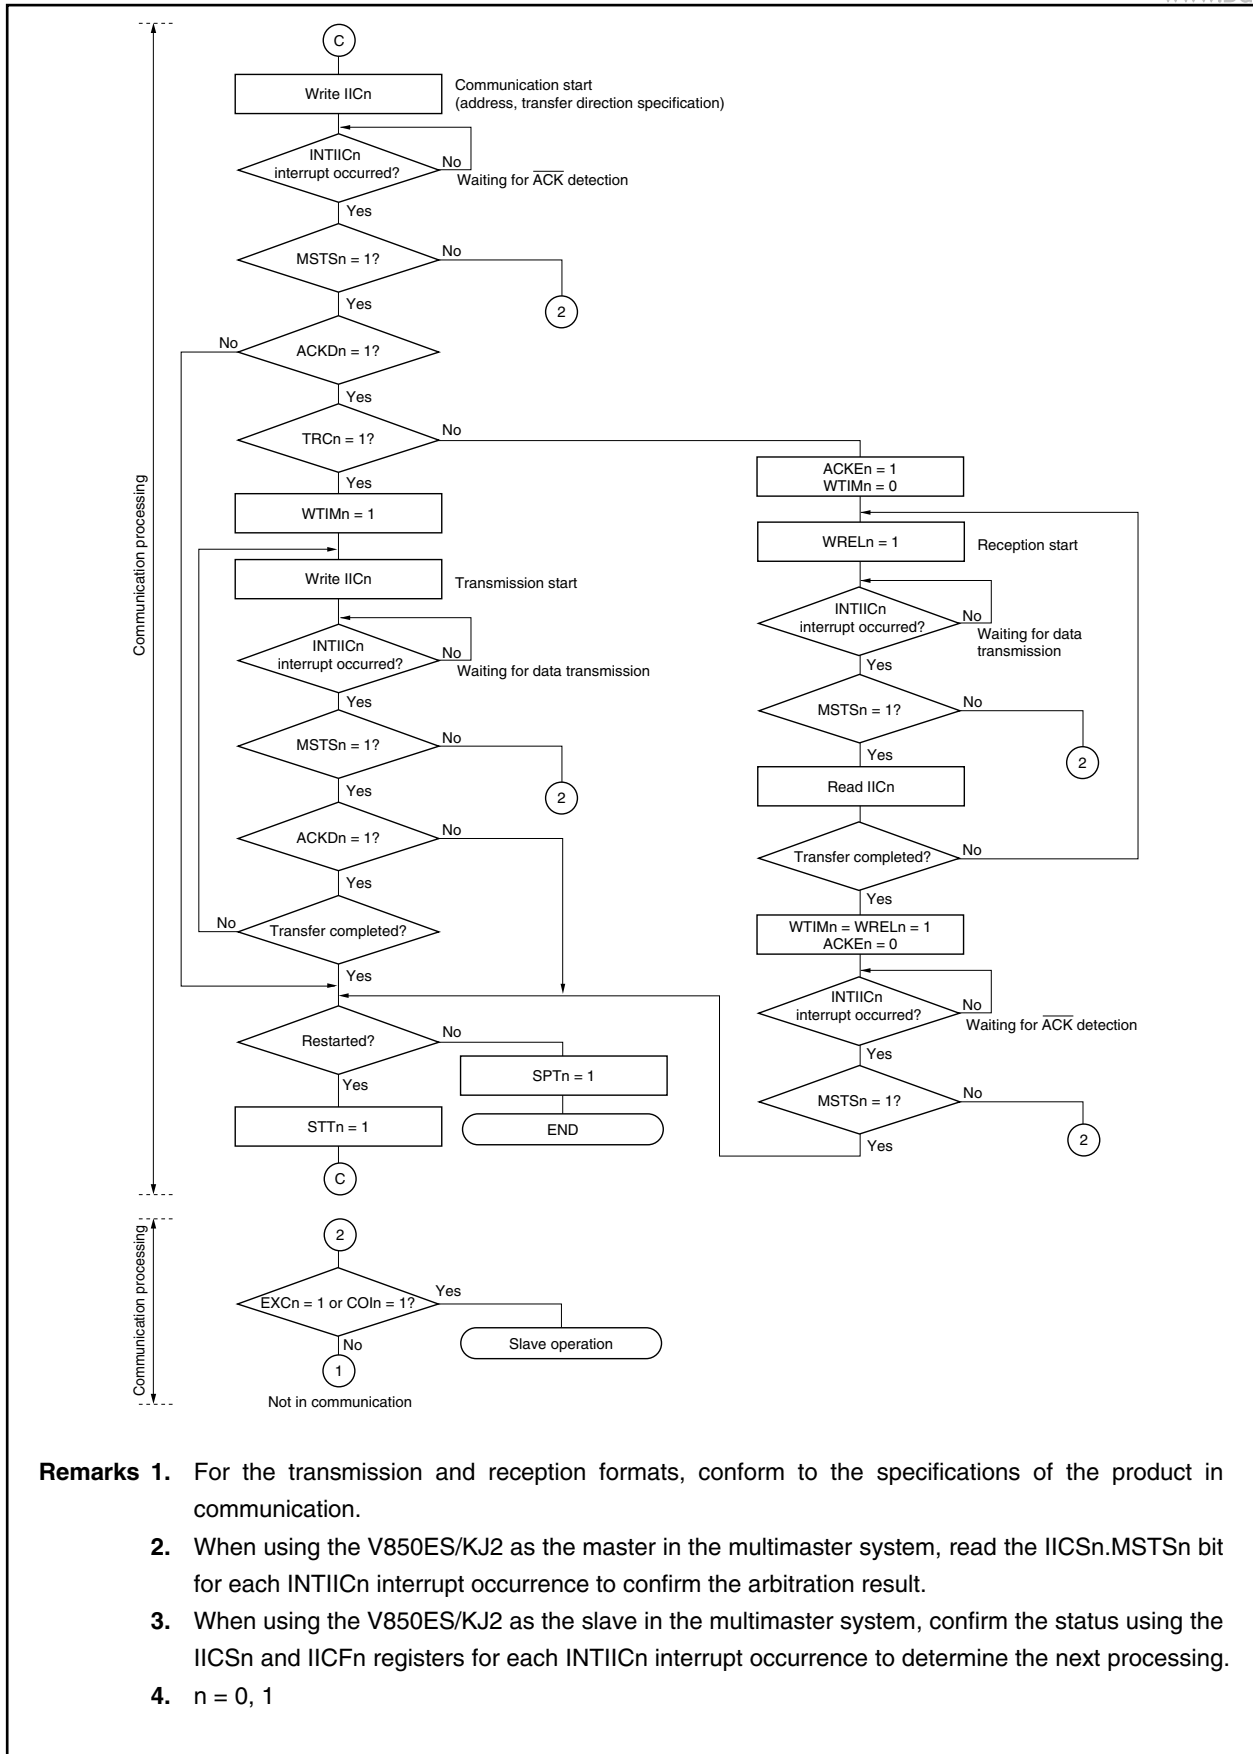 C
Write IICn
Communication start
(address, transfer direction specification)
INTIICn
interrupt occurred?
No
Waiting for ACK detection
Yes
MSTSn = 1?
No
2
Yes
ACKDn = 1?
No
Yes
TRCn = 1?
No
Yes
WTIMn = 1
Write IICn
Transmission start
INTIICn
interrupt occurred?
No
Waiting for data transmission
Yes
MSTSn = 1?
No
2
Yes
ACKDn = 1?
No
Yes
Transfer completed?
No
Yes
Restarted?
No
SPTn = 1
END
Yes
STTn = 1
C
ACKEn = 1
WTIMn = 0
WRELn = 1
Reception start
INTIICn
interrupt occurred?
No
Waiting for data
transmission
Yes
MSTSn = 1?
No
2
Yes
Read IICn
Transfer completed?
No
Yes
WTIMn = WRELn = 1
ACKEn = 0
INTIICn
interrupt occurred?
No
Waiting for ACK detection
Yes
MSTSn = 1?
No
2
Yes
Communication processing
2
EXCn = 1 or COIn = 1?
Yes
Slave operation
No
1
Not in communication
Communication processing
Remarks 1. For the transmission and reception formats, conform to the specifications of the product in
communication.
2. When using the V850ES/KJ2 as the master in the multimaster system, read the IICSn.MSTSn bit
for each INTIICn interrupt occurrence to confirm the arbitration result.
3. When using the V850ES/KJ2 as the slave in the multimaster system, confirm the status using the
IICSn and IICFn registers for each INTIICn interrupt occurrence to determine the next processing.
4. n = 0, 1